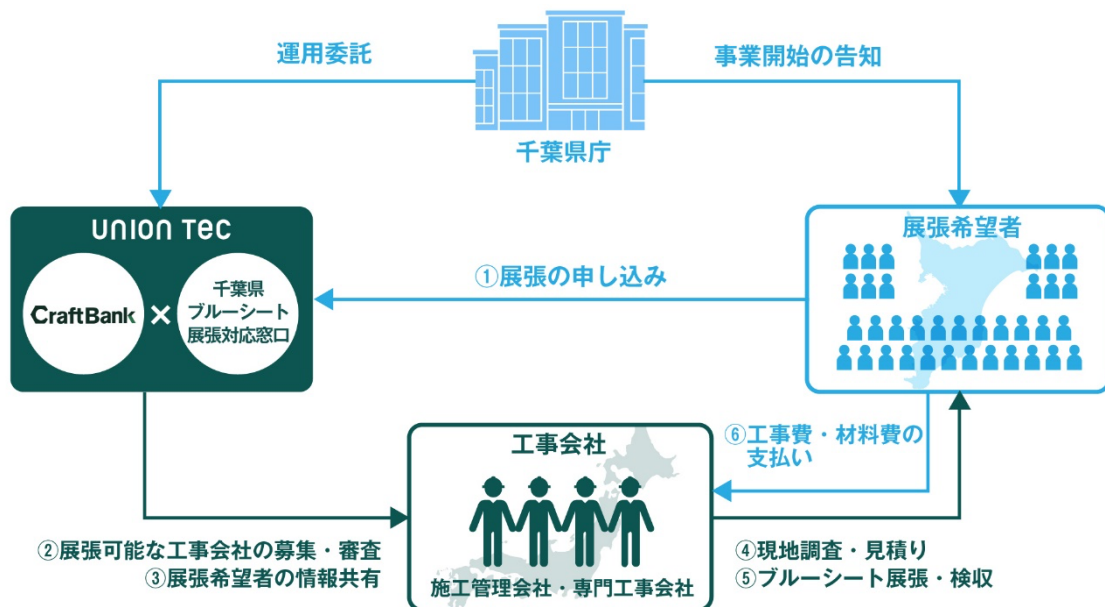 運用委託
事業開始の告知
千葉県庁
UNION TEC
CraftBank
×
千葉県
ブルーシート
展張対応窓口
展張希望者
①展張の申し込み
⑥工事費・材料費の
支払い
工事会社
施工管理会社・専門工事会社
②展張可能な工事会社の募集・審査
③展張希望者の情報共有
④現地調査・見積り
⑤ブルーシート展張・検収